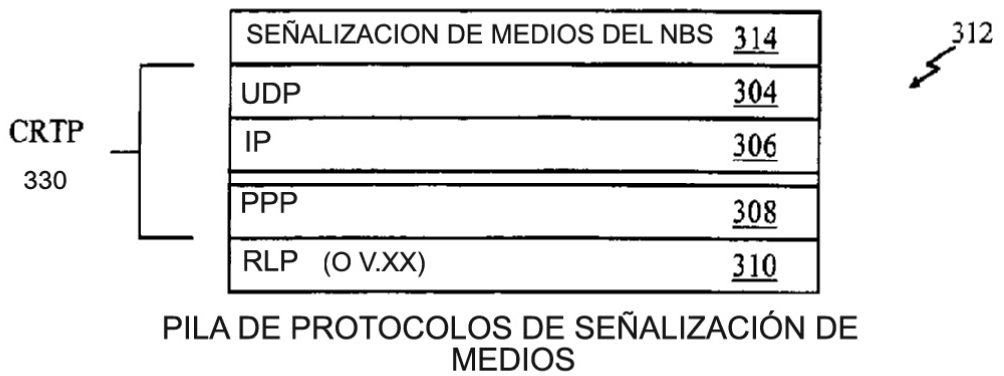 SEÑALIZACION DE MEDIOS DEL NBS 314
312
UDP 304
CRTP
330
IP 306
PPP 308
RLP (O V.XX) 310
PILA DE PROTOCOLOS DE SEÑALIZACIÓN DE
MEDIOS